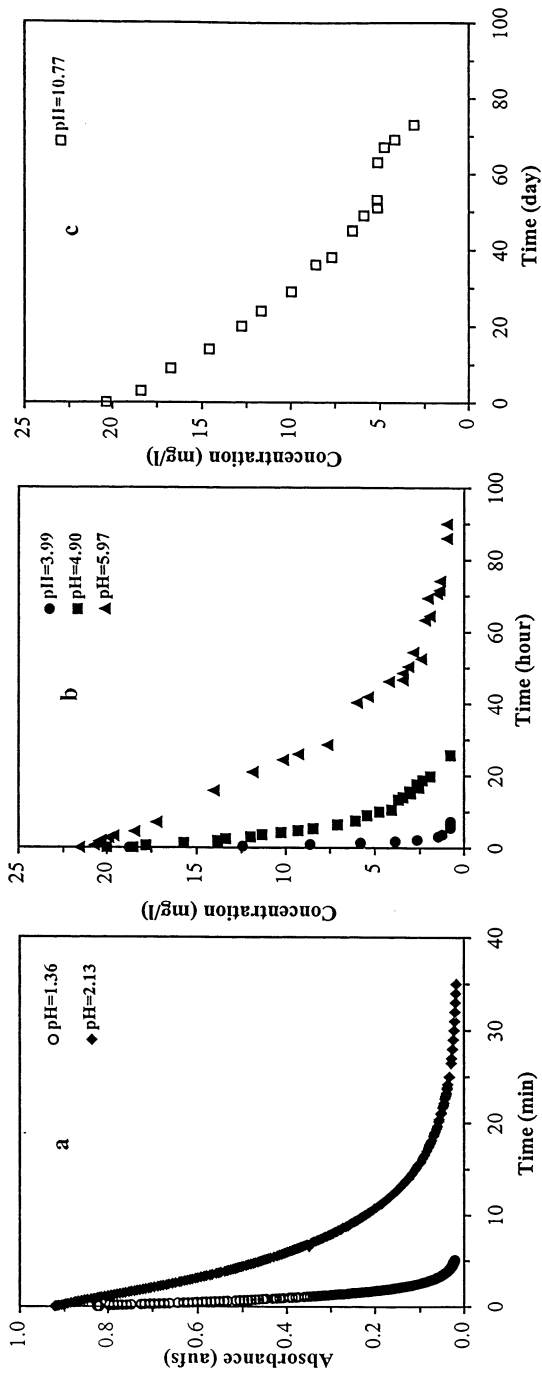 a
○ pH=1.36
◆ pH=2.13
1.0
0.8
0.6
0.4
0.2
0.0
Absorbance (aufs)
0 10 20 30 40
Time (min)
b
● pII=3.99
■ pH=4.90
▲ pH=5.97
25
20
15
10
5
0
Concentration (mg/l)
0 20 40 60 80 100
Time (hour)
c
□ pII=10.77
25
20
15
10
5
0
Concentration (mg/l)
0 20 40 60 80 100
Time (day)